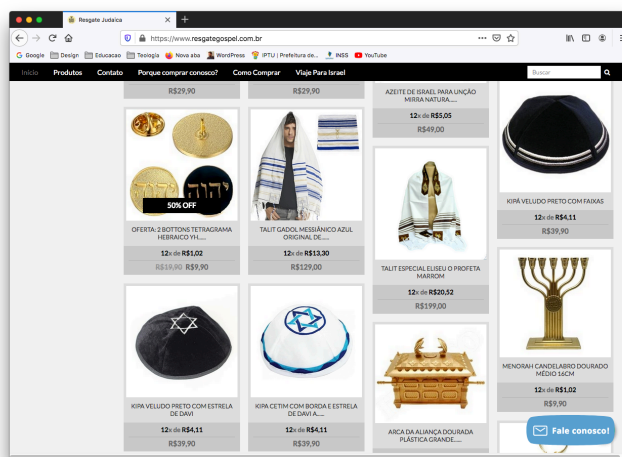 Resgate Judaica
https://www.resgategospel.com.br
Google Design Educacao Teologia Nova aba WordPress IPTU | Prefeitura de... INSS YouTube
Início Produtos Contato Porque comprar conosco? Como Comprar Viaje Para Israel Buscar
R$29,90
R$29,90
AZEITE DE ISRAEL PARA UNÇÃO
MIRRA NATURA.....
12x de R$5,05
R$49,00
KIPÁ VELUDO PRETO COM FAIXAS
12x de R$4,11
R$39,90
יהוה
יהוה
50% OFF
OFERTA: 2 BOTTONS TETRAGRAMA
HEBRAICO YH.....
12x de R$1,02
R$19,90 R$9,90
TALIT GADOL MESSIÂNICO AZUL
ORIGINAL DE.....
12x de R$13,30
R$129,00
TALIT ESPECIAL ELISEU O PROFETA
MARROM
12x de R$20,52
R$199,00
MENORAH CANDELABRO DOURADO
MÉDIO 16CM
12x de R$1,02
R$9,90
KIPA VELUDO PRETO COM ESTRELA
DE DAVI
12x de R$4,11
R$39,90
KIPA CETIM COM BORDA E ESTRELA
DE DAVI A.....
12x de R$4,11
R$39,90
ARCA DA ALIANÇA DOURADA
PLÁSTICA GRANDE.....
Fale conosco!